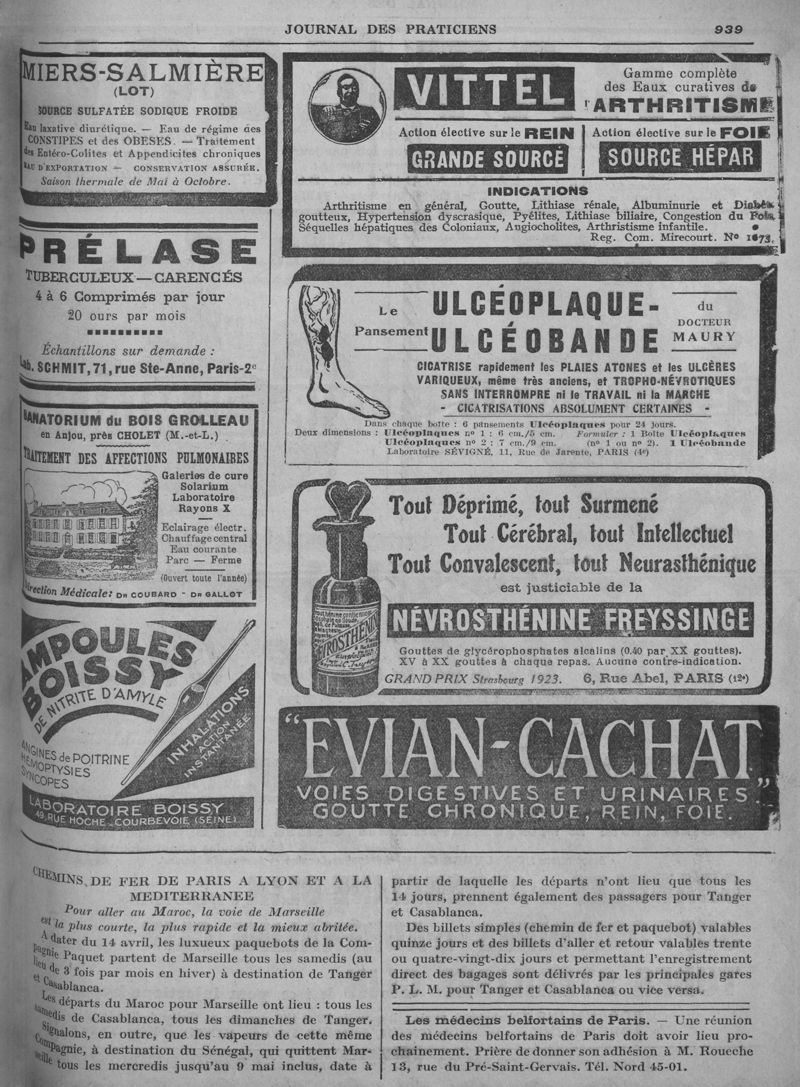 JOURNAL DES PRATICIENS
939
MIERS-SALMIÈRE
(LOT)
SOURCE SULFATÉE SODIQUE FROIDE
Eau laxative diurétique. — Eau de régime des
CONSTIPES et des OBESES. — Traitement
des Entéro-Colites et Appendicites chroniques
EAU D'EXPORTATION — CONSERVATION ASSURÉE.
Saison thermale de Mai à Octobre.
PRÉLASE
TUBERCULEUX — CARENCÉS
4 à 6 Comprimés par jour
20 ours par mois
Échantillons sur demande :
Lab. SCHMIT, 71, rue Ste-Anne, Paris-2e
SANATORIUM du BOIS GROLLEAU
en Anjou, près CHOLET (M.-et-L.)
TRAITEMENT DES AFFECTIONS PULMONAIRES
Galeries de cure
Solarium
Laboratoire
Rayons X
Eclairage électr.
Chauffage central
Eau courante
Parc — Ferme
(Ouvert toute l'année)
Direction Médicale: Dr COUBARD - Dr GALLOT
AMPOULES
BOISSY
DE NITRITE D'AMYLE
INHALATIONS
ACTION
INSTANTANÉE
ANGINES de POITRINE
HÉMOPTYSIES
SYNCOPES
LABORATOIRE BOISSY
49, RUE HOCHE_COURBEVOIE (SEINE)
VITTEL
Gamme complète
des Eaux curatives de
l'ARTHRITISME
Action élective sur le REIN
GRANDE SOURCE
Action élective sur le FOIE
SOURCE HÉPAR
INDICATIONS
Arthritisme en général, Goutte, Lithiase rénale, Albuminurie et Diabète
goutteux, Hypertension dyscrasique, Pyélites, Lithiase biliaire, Congestion du Foie
Séquelles hépatiques des Coloniaux, Angiocholites, Arthristisme infantile.
Reg. Com. Mirecourt. No 1673.
Le
Pansement
ULCÉOPLAQUE-
ULCÉOBANDE
du
DOCTEUR
MAURY
CICATRISE rapidement les PLAIES ATONES et les ULCÈRES
VARIQUEUX, même très anciens, et TROPHO-NÉVROTIQUES
SANS INTERROMPRE ni le TRAVAIL ni la MARCHE
- CICATRISATIONS ABSOLUMENT CERTAINES -
Dans chaque boîte : 6 pansements Ulcéoplaques pour 24 jours.
Deux dimensions : Ulcéoplaques no 1 : 6 cm./5 cm. Formuler : 1 Boîte Ulcéoplaques
Ulcéoplaques no 2 : 7 cm./9 cm. (no 1 ou no 2). 1 Ulcéobande
Laboratoire SÉVIGNÉ, 11, Rue de Jarente, PARIS (4e)
Tout Déprimé, tout Surmené
Tout Cérébral, tout Intellectuel
Tout Convalescent, tout Neurasthénique
est justiciable de la
NÉVROSTHÉNINE FREYSSINGE
Gouttes de glycérophosphates alcalins (0.40 par XX gouttes).
XV à XX gouttes à chaque repas. Aucune contre-indication.
GRAND PRIX Strasbourg 1923. 6, Rue Abel, PARIS (12e)
"EVIAN-CACHAT"
VOIES DIGESTIVES ET URINAIRES
GOUTTE CHRONIQUE, REIN, FOIE.
CHEMINS DE FER DE PARIS A LYON ET A LA
MEDITERRANEE
Pour aller au Maroc, la voie de Marseille
est la plus courte, la plus rapide et la mieux abritée.
A dater du 14 avril, les luxueux paquebots de la Com-
pagnie Paquet partent de Marseille tous les samedis (au
lieu de 3 fois par mois en hiver) à destination de Tanger
et Casablanca.
Les départs du Maroc pour Marseille ont lieu : tous les
samedis de Casablanca, tous les dimanches de Tanger.
Signalons, en outre, que les vapeurs de cette même
Compagnie, à destination du Sénégal, qui quittent Mar-
seille tous les mercredis jusqu'au 9 mai inclus, date à
partir de laquelle les départs n'ont lieu que tous les
14 jours, prennent également des passagers pour Tanger
et Casablanca.
Des billets simples (chemin de fer et paquebot) valables
quinze jours et des billets d'aller et retour valables trente
ou quatre-vingt-dix jours et permettant l'enregistrement
direct des bagages sont délivrés par les principales gares
P. L. M. pour Tanger et Casablanca ou vice versa.
Les médecins belfortains de Paris. — Une réunion
des médecins belfortains de Paris doit avoir lieu pro-
chainement. Prière de donner son adhésion à M. Roueche
13, rue du Pré-Saint-Gervais. Tél. Nord 45-01.